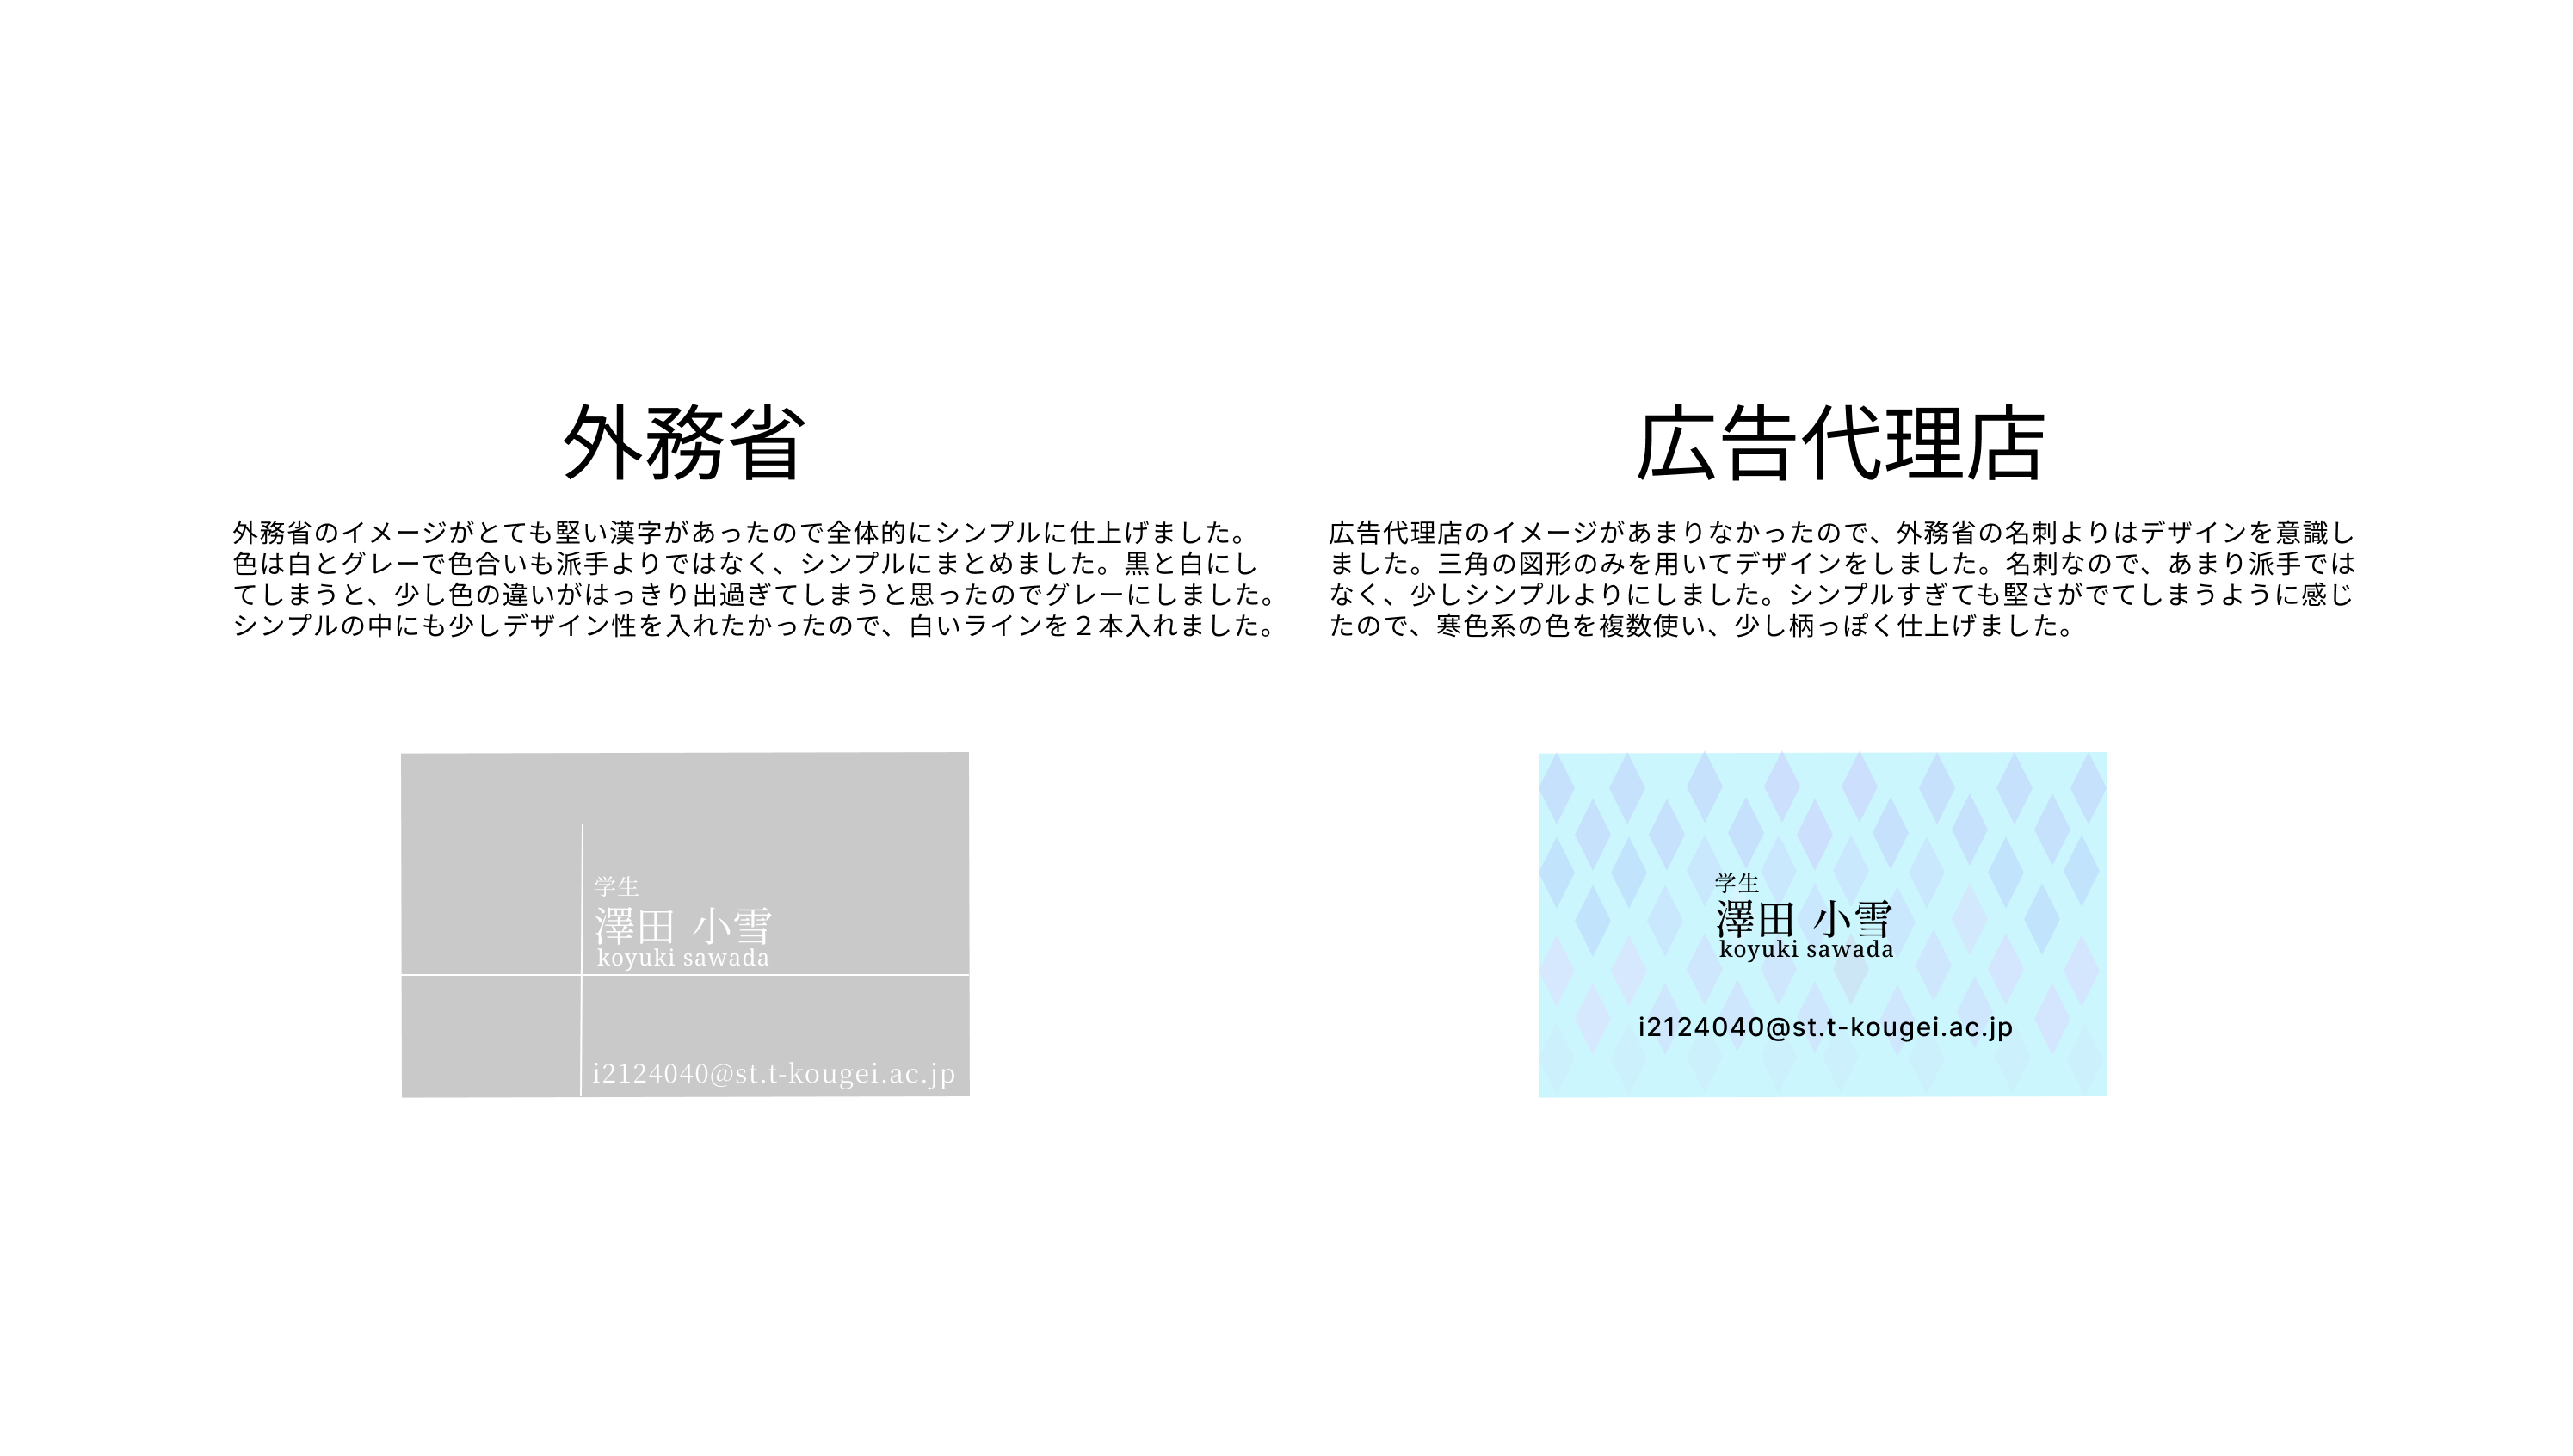 外務省
外務省のイメージがとても堅い漢字があったので全体的にシンプルに仕上げました。
色は白とグレーで色合いも派手よりではなく、シンプルにまとめました。黒と白にし
てしまうと、少し色の違いがはっきり出過ぎてしまうと思ったのでグレーにしました。
シンプルの中にも少しデザイン性を入れたかったので、白いラインを２本入れました。
学生
澤田 小雪
koyuki sawada
i2124040@st.t-kougei.ac.jp
広告代理店
広告代理店のイメージがあまりなかったので、外務省の名刺よりはデザインを意識し
ました。三角の図形のみを用いてデザインをしました。名刺なので、あまり派手では
なく、少しシンプルよりにしました。シンプルすぎても堅さがでてしまうように感じ
たので、寒色系の色を複数使い、少し柄っぽく仕上げました。
学生
澤田 小雪
koyuki sawada
i2124040@st.t-kougei.ac.jp